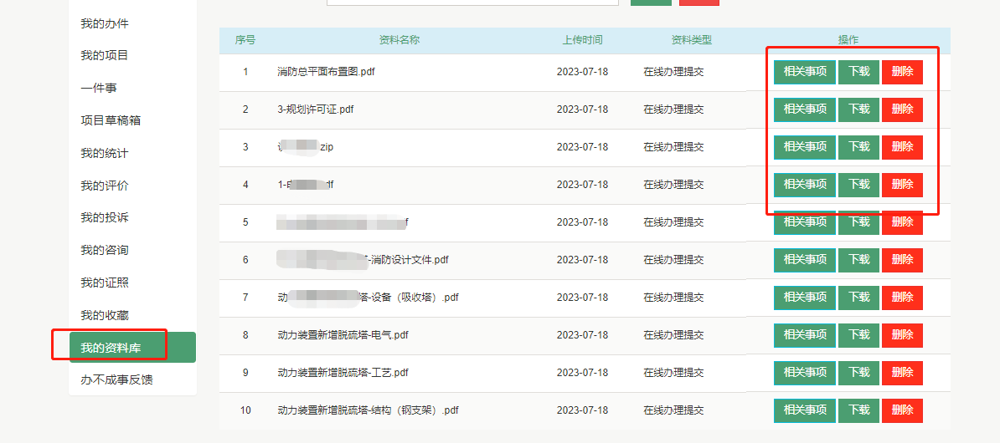 我的办件
我的项目
一件事
项目草稿箱
我的统计
我的评价
我的投诉
我的咨询
我的证照
我的收藏
我的资料库
办不成事反馈
序号 资料名称 上传时间 资料类型 操作
1 消防总平面布置图.pdf 2023-07-18 在线办理提交 相关事项 下载 删除
2 3-规划许可证.pdf 2023-07-18 在线办理提交 相关事项 下载 删除
3 zip 2023-07-18 在线办理提交 相关事项 下载 删除
4 1- df 2023-07-18 在线办理提交 相关事项 下载 删除
5 f 2023-07-18 在线办理提交 相关事项 下载 删除
6 -消防设计文件.pdf 2023-07-18 在线办理提交 相关事项 下载 删除
7 动 塔-设备（吸收塔）.pdf 2023-07-18 在线办理提交 相关事项 下载 删除
8 动力装置新增脱硫塔-电气.pdf 2023-07-18 在线办理提交 相关事项 下载 删除
9 动力装置新增脱硫塔-工艺.pdf 2023-07-18 在线办理提交 相关事项 下载 删除
10 动力装置新增脱硫塔-结构（钢支架）.pdf 2023-07-18 在线办理提交 相关事项 下载 删除